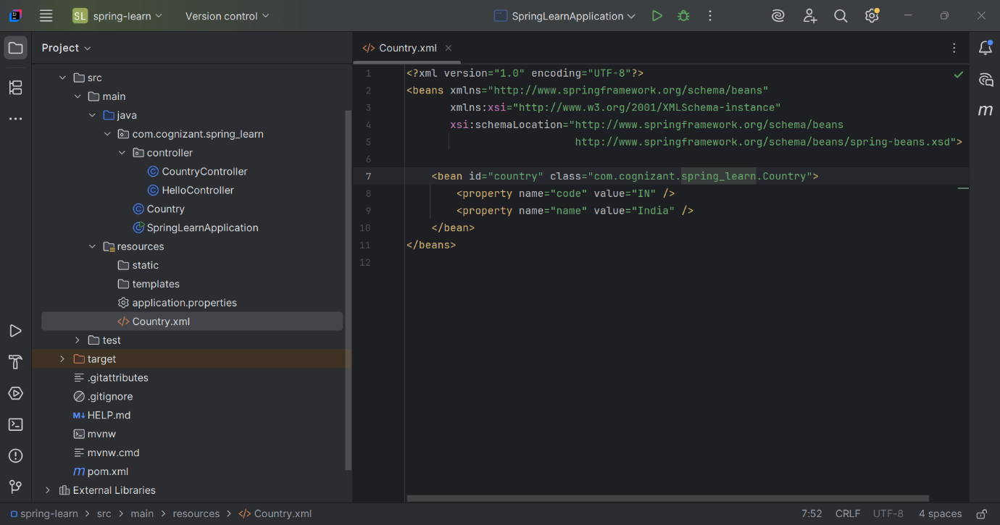 SL spring-learn Version control SpringLearnApplication
Project
src
main
java
com.cognizant.spring_learn
controller
CountryController
HelloController
Country
SpringLearnApplication
resources
static
templates
application.properties
Country.xml
test
target
.gitattributes
.gitignore
HELP.md
mvnw
mvnw.cmd
pom.xml
External Libraries
</> Country.xml
1 <?xml version="1.0" encoding="UTF-8"?>
2 <beans xmlns="http://www.springframework.org/schema/beans"
3 xmlns:xsi="http://www.w3.org/2001/XMLSchema-instance"
4 xsi:schemaLocation="http://www.springframework.org/schema/beans
5 http://www.springframework.org/schema/beans/spring-beans.xsd">
6
7 <bean id="country" class="com.cognizant.spring_learn.Country">
8 <property name="code" value="IN" />
9 <property name="name" value="India" />
10 </bean>
11 </beans>
12
spring-learn > src > main > resources > </> Country.xml 7:52 CRLF UTF-8 4 spaces